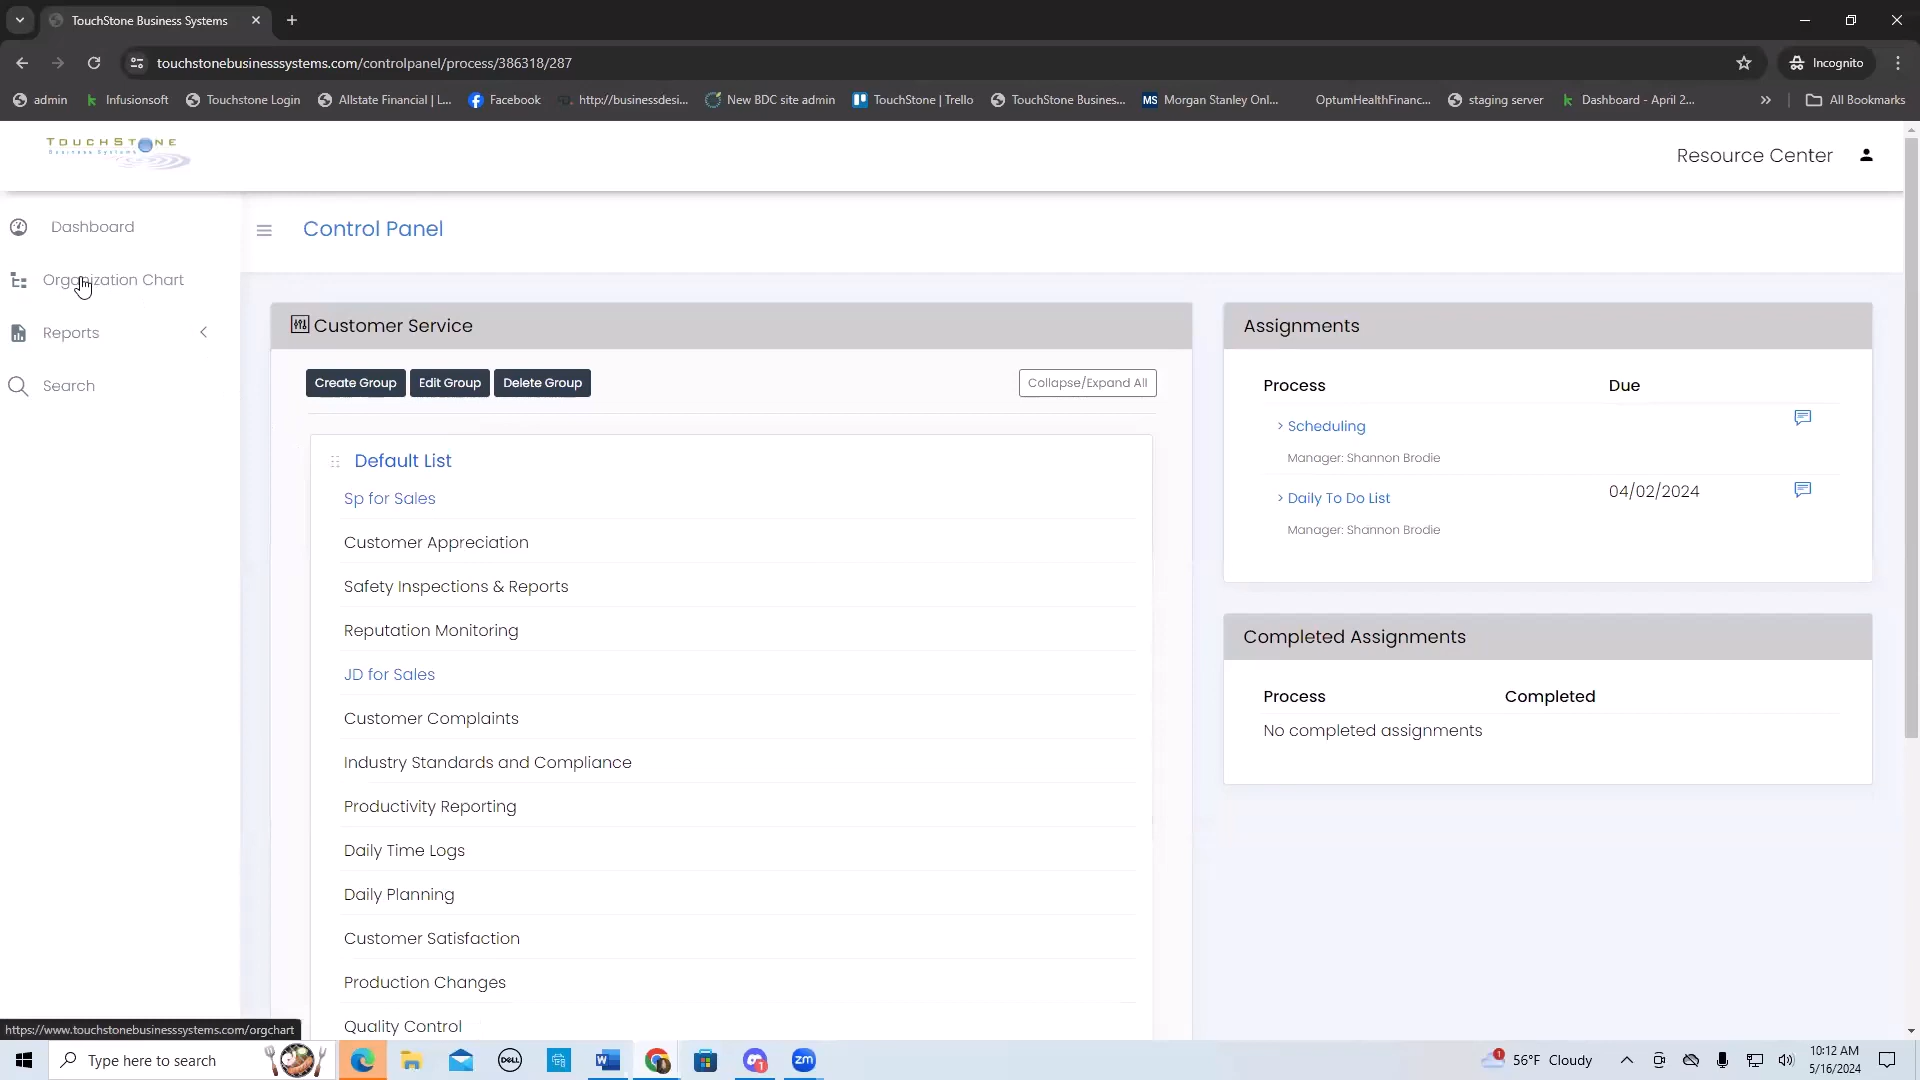 TouchStone Business Systems
touchstonebusinesssystems.com/controlpanel/process/386318/287
Incognito
admin
Infusionsoft
Touchstone Login
Allstate Financial | L...
Facebook
http://businessdesi...
New BDC site admin
TouchStone | Trello
TouchStone Busines...
MS Morgan Stanley Onl...
OptumHealthFinanc...
staging server
Dashboard - April 2...
All Bookmarks
TOUCHSTONE
Business Systems
Resource Center
Dashboard
Organization Chart
Reports
Search
Control Panel
Customer Service
Create Group
Edit Group
Delete Group
Collapse/Expand All
Default List
Sp for Sales
Customer Appreciation
Safety Inspections & Reports
Reputation Monitoring
JD for Sales
Customer Complaints
Industry Standards and Compliance
Productivity Reporting
Daily Time Logs
Daily Planning
Customer Satisfaction
Production Changes
Quality Control
Assignments
Process Due
> Scheduling
Manager: Shannon Brodie
> Daily To Do List 04/02/2024
Manager: Shannon Brodie
Completed Assignments
Process Completed
No completed assignments
https://www.touchstonebusinesssystems.com/orgchart
Type here to search
DELL
W
1
zm
1
56°F Cloudy
10:12 AM
5/16/2024